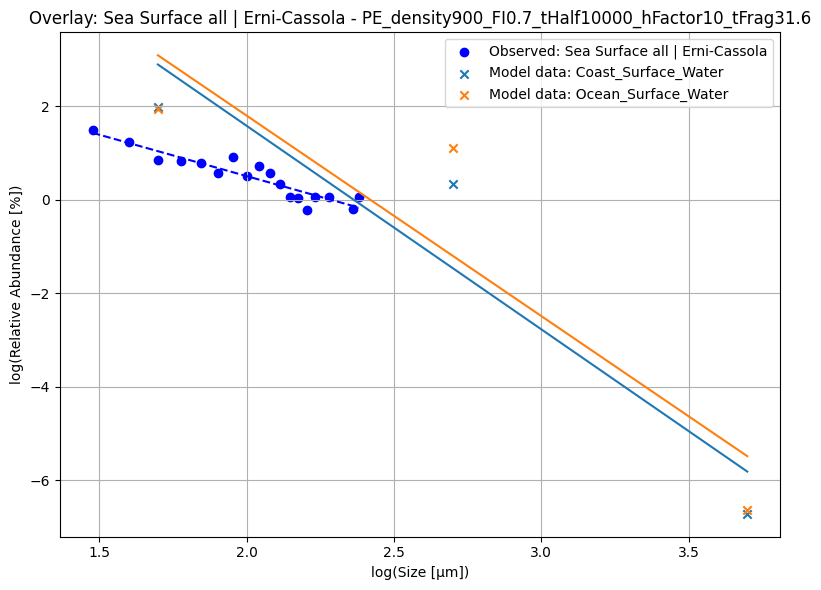 Overlay: Sea Surface all | Erni-Cassola - PE_density900_FI0.7_tHalf10000_hFactor10_tFrag31.6
Observed: Sea Surface all | Erni-Cassola
Model data: Coast_Surface_Water
Model data: Ocean_Surface_Water
log(Relative Abundance [%])
2
0
−2
−4
−6
1.5
2.0
2.5
3.0
3.5
log(Size [µm])